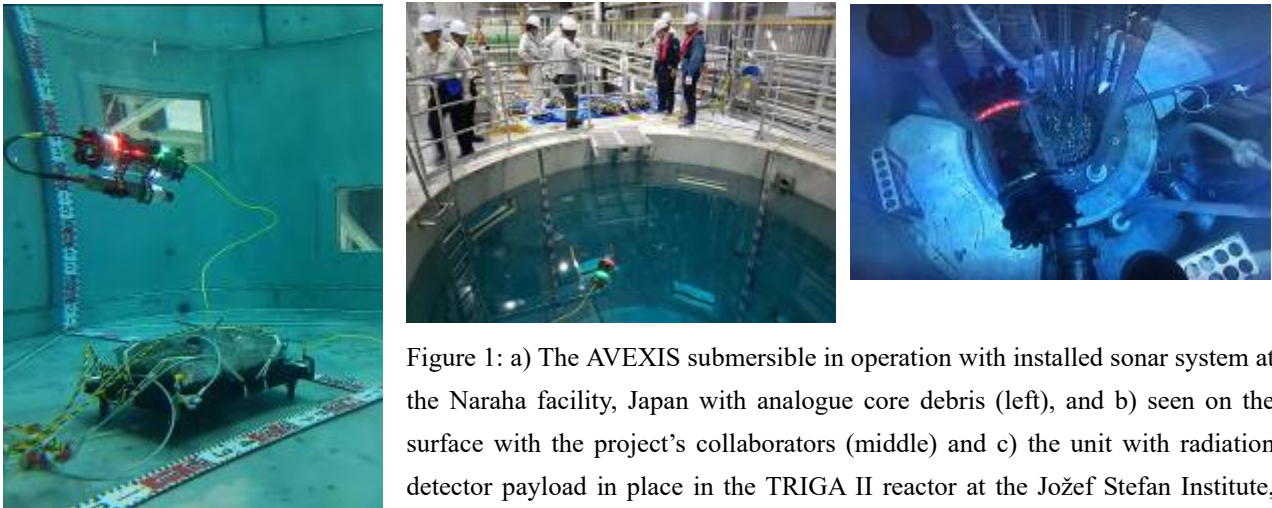 Figure 1: a) The AVEXIS submersible in operation with installed sonar system at
the Naraha facility, Japan with analogue core debris (left), and b) seen on the
surface with the project's collaborators (middle) and c) the unit with radiation
detector payload in place in the TRIGA II reactor at the Jožef Stefan Institute,